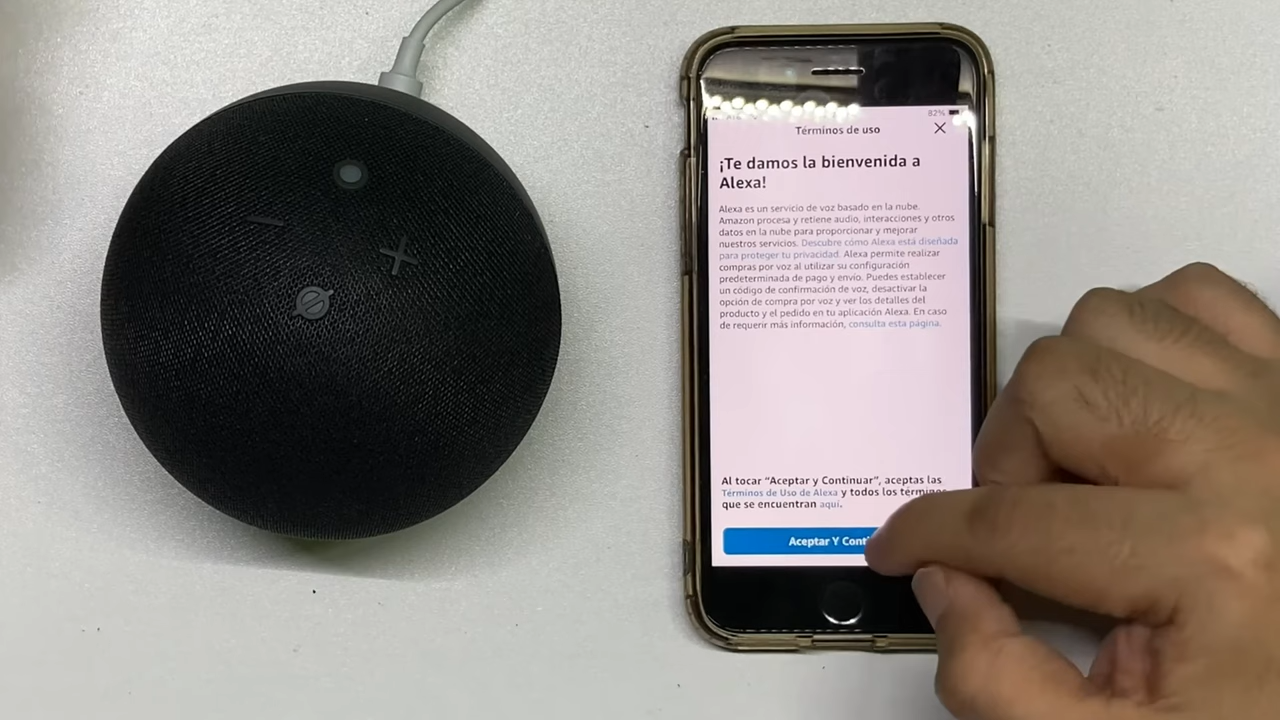 82%
Términos de uso
¡Te damos la bienvenida a
Alexa!
Alexa es un servicio de voz basado en la nube.
Amazon procesa y retiene audio, interacciones y otros
datos en la nube para proporcionar y mejorar
nuestros servicios. Descubre cómo Alexa está diseñada
para proteger tu privacidad. Alexa permite realizar
compras por voz al utilizar su configuración
predeterminada de pago y envío. Puedes establecer
un código de confirmación de voz, desactivar la
opción de compra por voz y ver los detalles del
producto y el pedido en tu aplicación Alexa. En caso
de requerir más información, consulta esta página.
Al tocar “Aceptar y Continuar”, aceptas las
Términos de Uso de Alexa y todos los términos
que se encuentran aquí.
Aceptar Y Conti